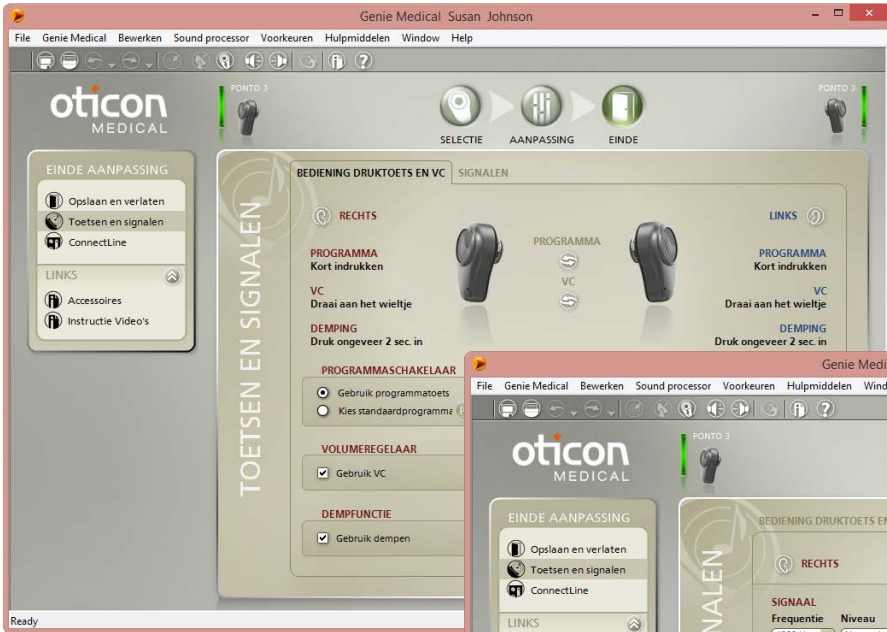 Genie Medical Susan Johnson
File Genie Medical Bewerken Sound processor Voorkeuren Hulpmiddelen Window Help
oticon
MEDICAL
PONTO 3
SELECTIE
AANPASSING
EINDE
PONTO 3
EINDE AANPASSING
Opslaan en verlaten
Toetsen en signalen
ConnectLine
LINKS
Accessoires
Instructie Video's
TOETSEN EN SIGNALEN
BEDIENING DRUKTOETS EN VC
SIGNALEN
RECHTS
PROGRAMMA
Kort indrukken
VC
Draai aan het wieltje
DEMPING
Druk ongeveer 2 sec. in
PROGRAMMA
VC
LINKS
PROGRAMMA
Kort indrukken
VC
Draai aan het wieltje
DEMPING
Druk ongeveer 2 sec. in
PROGRAMMASCHAKELAAR
Gebruik programmatoets
Kies standaardprogramma
VOLUMEREGELAAR
Gebruik VC
DEMPFUNCTIE
Gebruik dempen
Ready
Genie Medi
File Genie Medical Bewerken Sound processor Voorkeuren Hulpmiddelen Wind
oticon
MEDICAL
PONTO 3
EINDE AANPASSING
Opslaan en verlaten
Toetsen en signalen
ConnectLine
LINKS
NALEN
BEDIENING DRUKTOETS EN
RECHTS
SIGNAAL
Frequentie Niveau